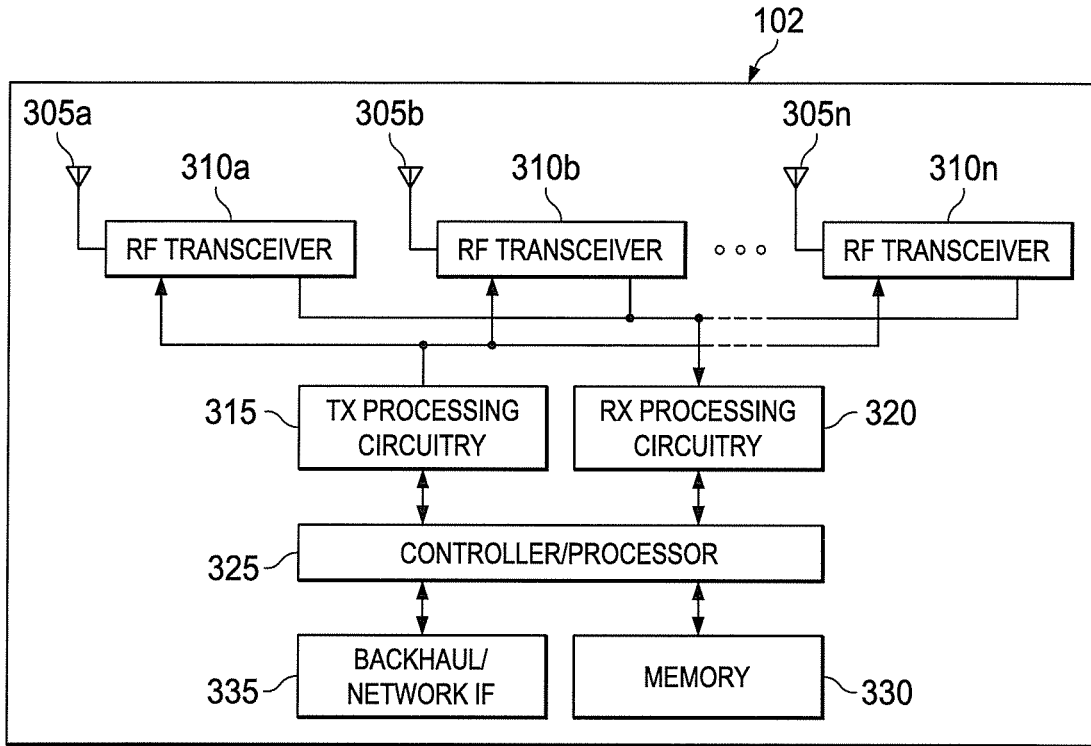 102
305a
305b
305n
310a
310b
310n
RF TRANSCEIVER
RF TRANSCEIVER
RF TRANSCEIVER
315
TX PROCESSING
CIRCUITRY
RX PROCESSING
CIRCUITRY
320
325
CONTROLLER/PROCESSOR
335
BACKHAUL/
NETWORK IF
MEMORY
330